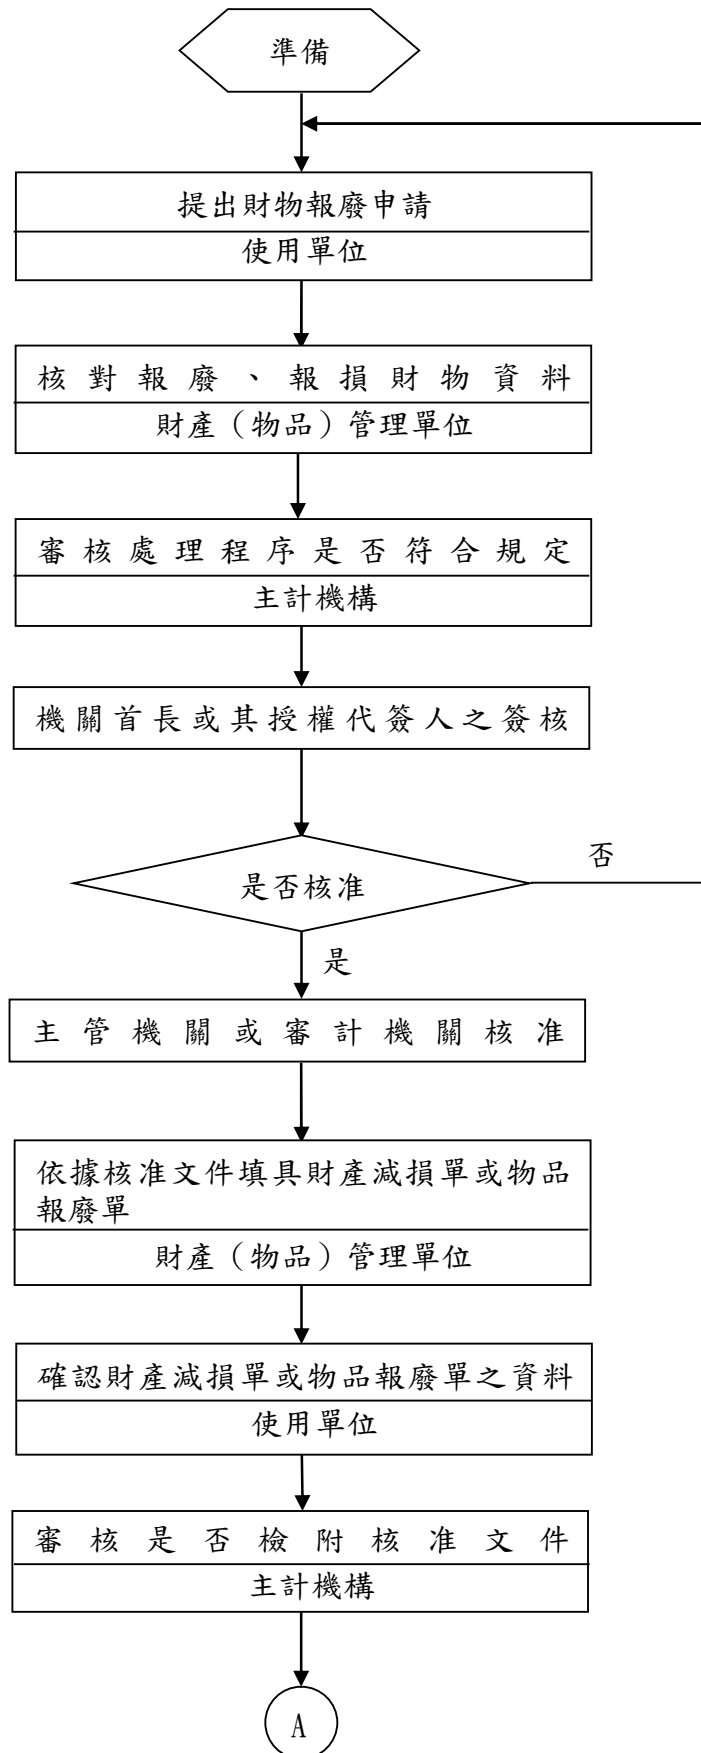 準備
提出財物報廢申請
使用單位
核對報廢、報損財物資料
財產（物品）管理單位
審核處理程序是否符合規定
主計機構
機關首長或其授權代簽人之簽核
是否核准
否
是
主管機關或審計機關核准
依據核准文件填具財產減損單或物品
報廢單
財產（物品）管理單位
確認財產減損單或物品報廢單之資料
使用單位
審核是否檢附核准文件
主計機構
A